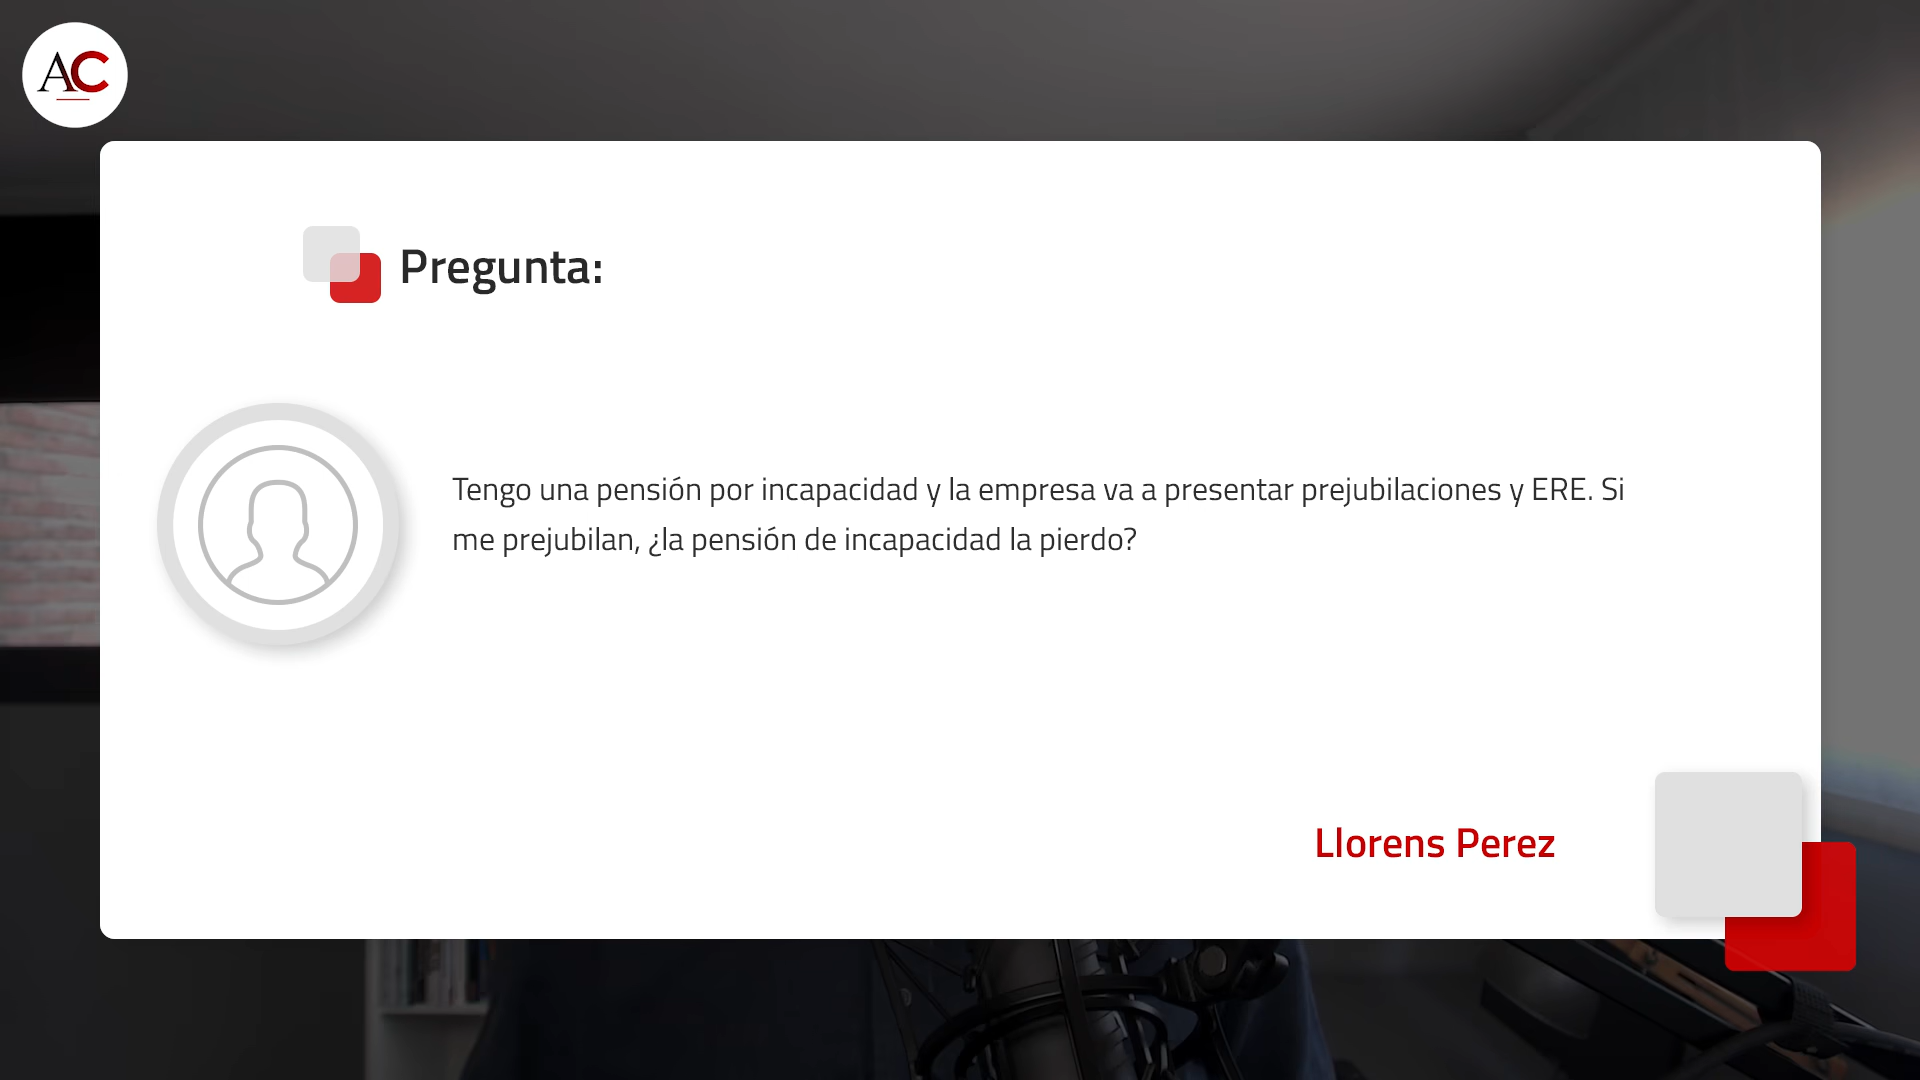 AC
Pregunta:
Tengo una pensión por incapacidad y la empresa va a presentar prejubilaciones y ERE. Si
me prejubilan, ¿la pensión de incapacidad la pierdo?
Llorens Perez